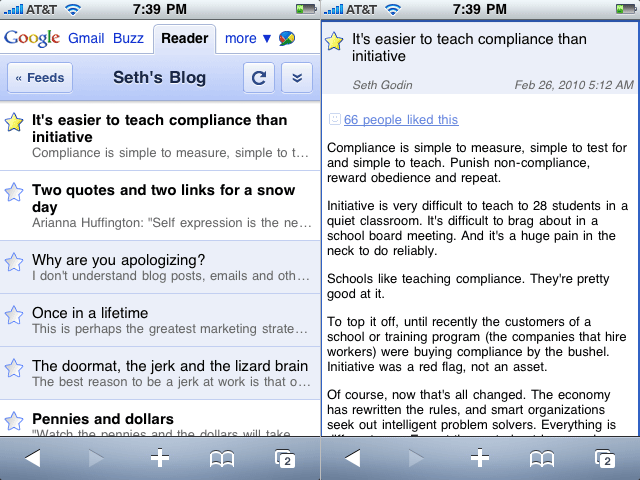 AT&T 7:39 PM
Google Gmail Buzz Reader more ▼
« Feeds Seth's Blog
It's easier to teach compliance than
initiative
Compliance is simple to measure, simple to t…
Two quotes and two links for a snow
day
Arianna Huffington: "Self expression is the ne…
Why are you apologizing?
I don't understand blog posts, emails and oth…
Once in a lifetime
This is perhaps the greatest marketing strate…
The doormat, the jerk and the lizard brain
The best reason to be a jerk at work is that o…
Pennies and dollars
"Watch the pennies and the dollars will take
2
AT&T 7:39 PM
It's easier to teach compliance than
initiative
Seth Godin Feb 26, 2010 5:12 AM
66 people liked this
Compliance is simple to measure, simple to test for
and simple to teach. Punish non-compliance,
reward obedience and repeat.
Initiative is very difficult to teach to 28 students in a
quiet classroom. It's difficult to brag about in a
school board meeting. And it's a huge pain in the
neck to do reliably.
Schools like teaching compliance. They're pretty
good at it.
To top it off, until recently the customers of a
school or training program (the companies that hire
workers) were buying compliance by the bushel.
Initiative was a red flag, not an asset.
Of course, now that's all changed. The economy
has rewritten the rules, and smart organizations
seek out intelligent problem solvers. Everything is
2